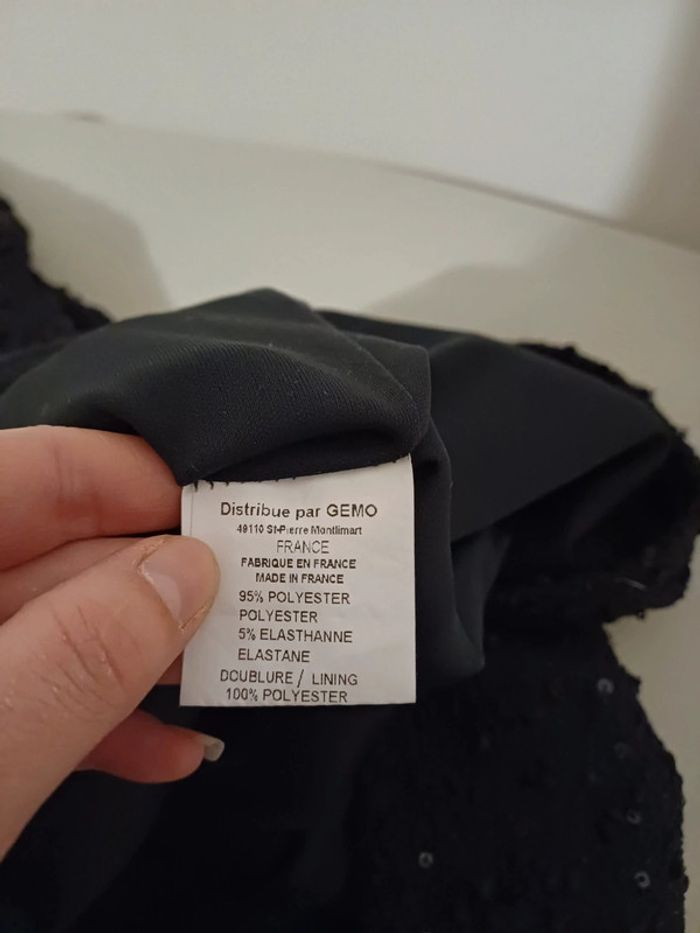 Distribue par GEMO
49110 St-Pierre Montlimart
FRANCE
FABRIQUE EN FRANCE
MADE IN FRANCE
95% POLYESTER
POLYESTER
5% ELASTHANNE
ELASTANE
DOUBLURE / LINING
100% POLYESTER